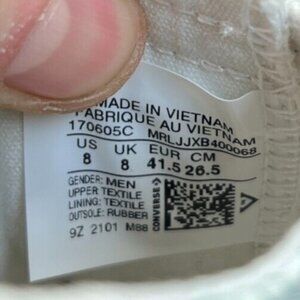 MADE IN VIETNAM
FABRIQUE AU VIETNAM
170605C MRLJJXB400068
US UK EUR CM
8 8 41.5 26.5
GENDER: MEN
UPPER TEXTILE
LINING: TEXTILE
OUTSOLE: RUBBER
CONVERSE
9Z 2101 M88